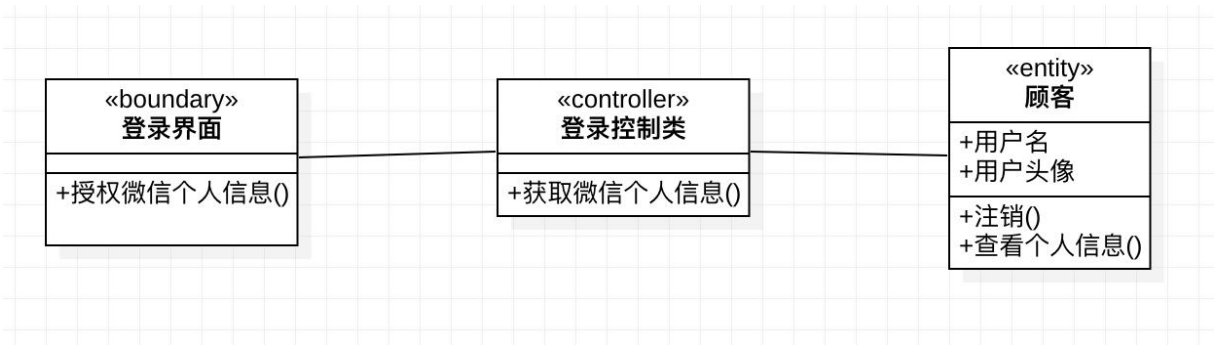 «boundary»
登录界面
+授权微信个人信息()
«controller»
登录控制类
+获取微信个人信息()
«entity»
顾客
+用户名
+用户头像
+注销()
+查看个人信息()